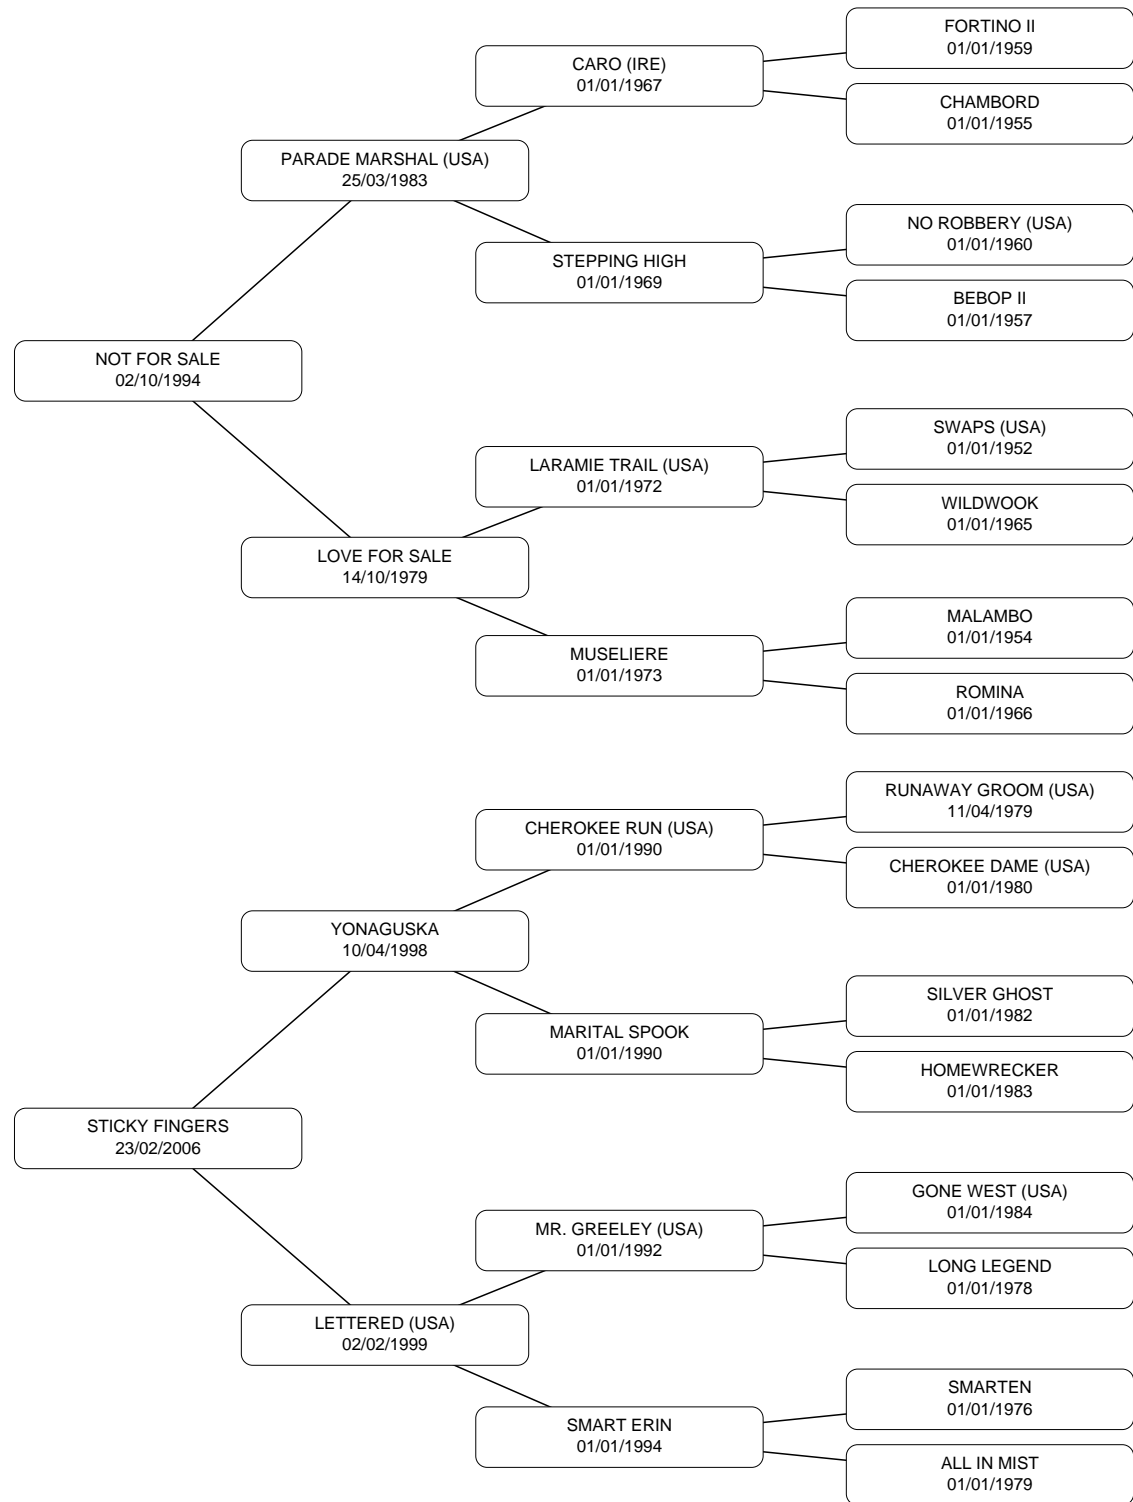 FORTINO II
01/01/1959
CARO (IRE)
01/01/1967
CHAMBORD
01/01/1955
PARADE MARSHAL (USA)
25/03/1983
NO ROBBERY (USA)
01/01/1960
STEPPING HIGH
01/01/1969
BEBOP II
01/01/1957
NOT FOR SALE
02/10/1994
SWAPS (USA)
01/01/1952
LARAMIE TRAIL (USA)
01/01/1972
WILDWOOK
01/01/1965
LOVE FOR SALE
14/10/1979
MALAMBO
01/01/1954
MUSELIERE
01/01/1973
ROMINA
01/01/1966
RUNAWAY GROOM (USA)
11/04/1979
CHEROKEE RUN (USA)
01/01/1990
CHEROKEE DAME (USA)
01/01/1980
YONAGUSKA
10/04/1998
SILVER GHOST
01/01/1982
MARITAL SPOOK
01/01/1990
HOMEWRECKER
01/01/1983
STICKY FINGERS
23/02/2006
GONE WEST (USA)
01/01/1984
MR. GREELEY (USA)
01/01/1992
LONG LEGEND
01/01/1978
LETTERED (USA)
02/02/1999
SMARTEN
01/01/1976
SMART ERIN
01/01/1994
ALL IN MIST
01/01/1979